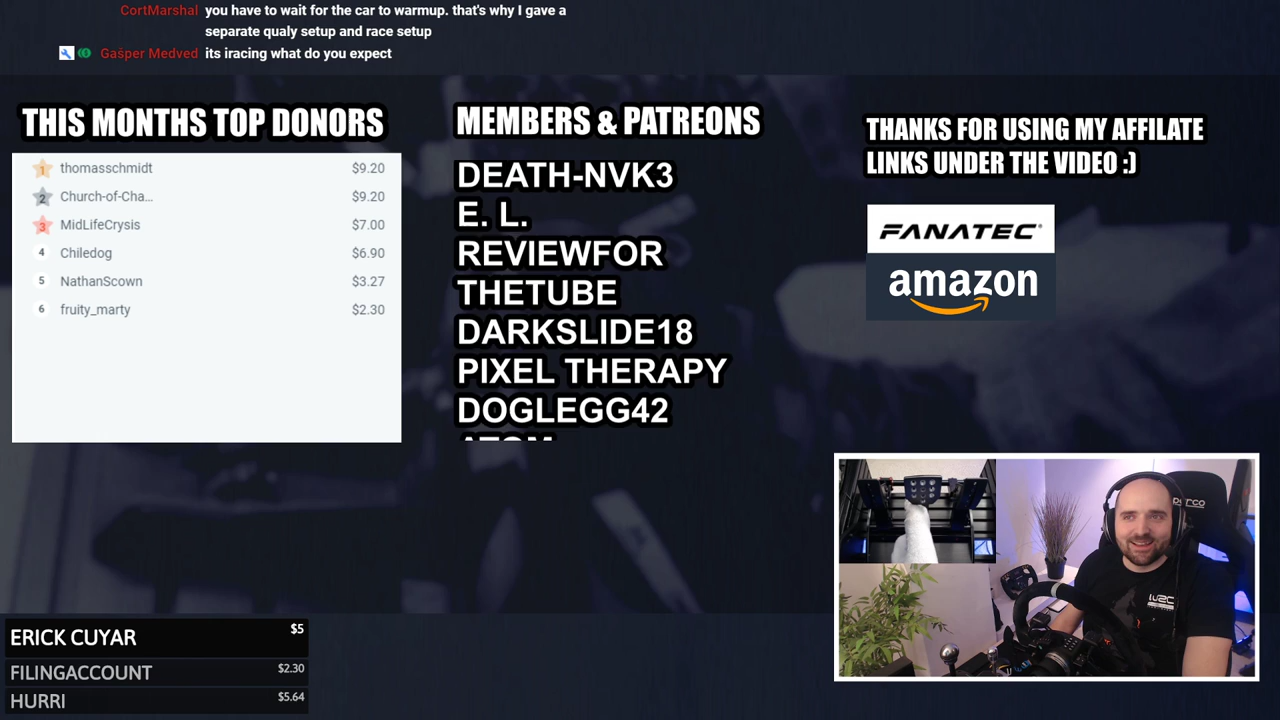 CortMarshal you have to wait for the car to warmup. that's why I gave a
separate qualy setup and race setup
Gašper Medved its iracing what do you expect
THIS MONTHS TOP DONORS
1 thomasschmidt $9.20
2 Church-of-Cha... $9.20
3 MidLifeCrysis $7.00
4 Chiledog $6.90
5 NathanScown $3.27
6 fruity_marty $2.30
MEMBERS & PATREONS
DEATH-NVK3
E. L.
REVIEWFOR
THETUBE
DARKSLIDE18
PIXEL THERAPY
DOGLEGG42
THANKS FOR USING MY AFFILATE
LINKS UNDER THE VIDEO :)
FANATEC
amazon
ERICK CUYAR $5
FILINGACCOUNT $2.30
HURRI $5.64